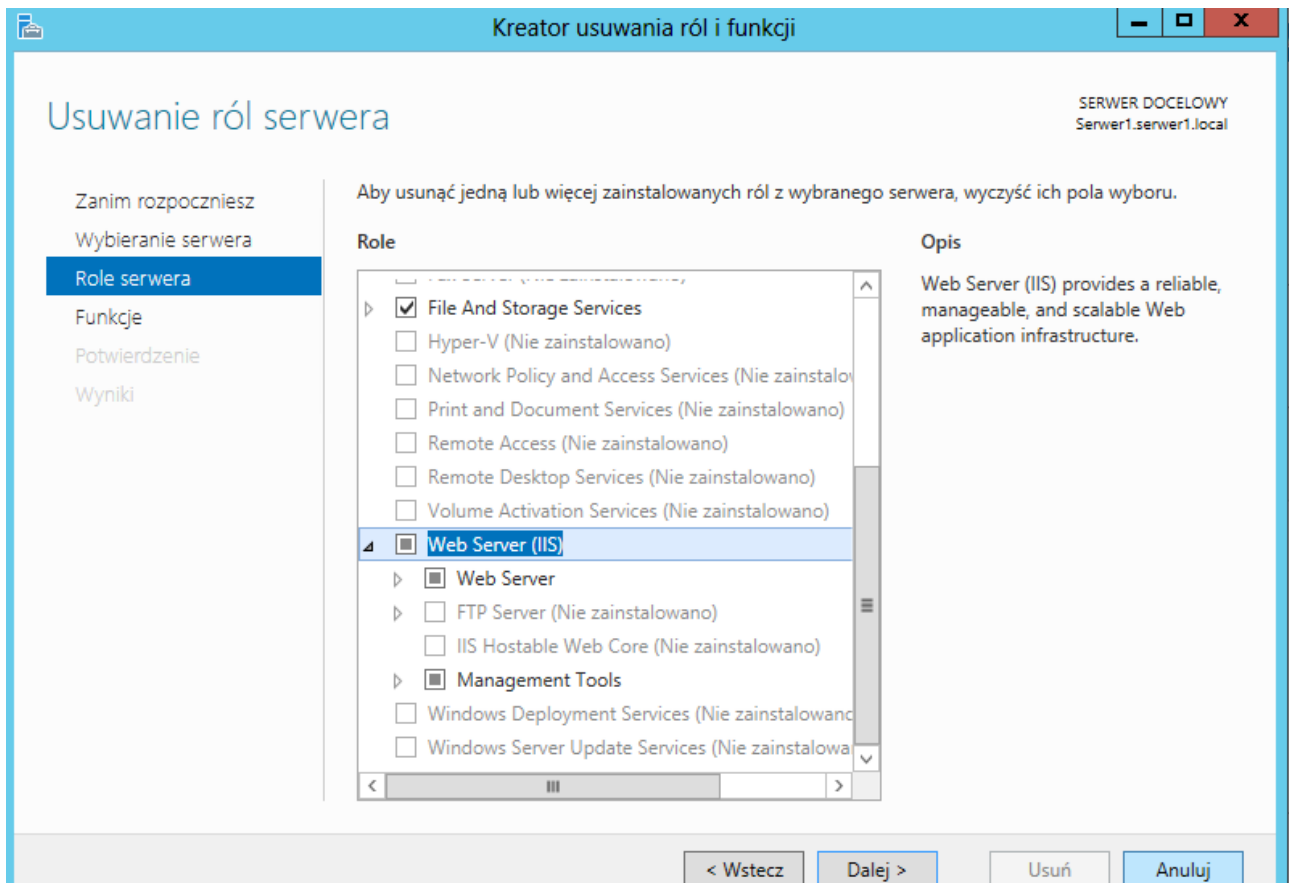 Kreator usuwania ról i funkcji
Usuwanie ról serwera
SERWER DOCELOWY
Serwer1.serwer1.local
Zanim rozpoczniesz
Wybieranie serwera
Role serwera
Funkcje
Potwierdzenie
Wyniki
Aby usunąć jedną lub więcej zainstalowanych ról z wybranego serwera, wyczyść ich pola wyboru.
Role
File And Storage Services
Hyper-V (Nie zainstalowano)
Network Policy and Access Services (Nie
Print and Document Services (Nie zainstalowano)
Remote Access (Nie zainstalowano)
Remote Desktop Services (Nie zainstalowano)
Volume Activation Services (Nie zainstalowano)
Web Server (IIS)
Web Server
FTP Server (Nie zainstalowano)
IIS Hostable Web Core (Nie zainstalowano)
Management Tools
Windows Deployment Services (Nie
Windows Server Update Services (Nie
Opis
Web Server (IIS) provides a reliable,
manageable, and scalable Web
application infrastructure.
< Wstecz
Dalej >
Usuń
Anuluj